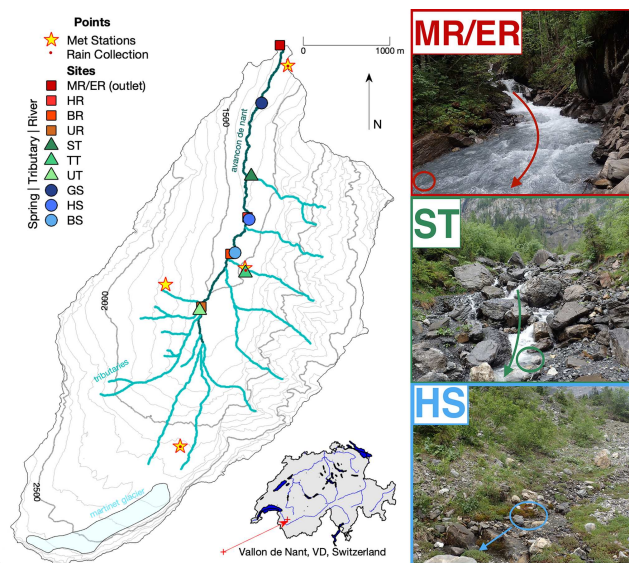 Points
Met Stations
Rain Collection
Sites
MR/ER (outlet)
HR
BR
UR
ST
TT
UT
GS
HS
BS
Spring | Tributary | River
0
1000 m
N
1500
avancon de nant
2000
tributaries
2500
martinet glacier
Vallon de Nant, VD, Switzerland
MR/ER
ST
HS